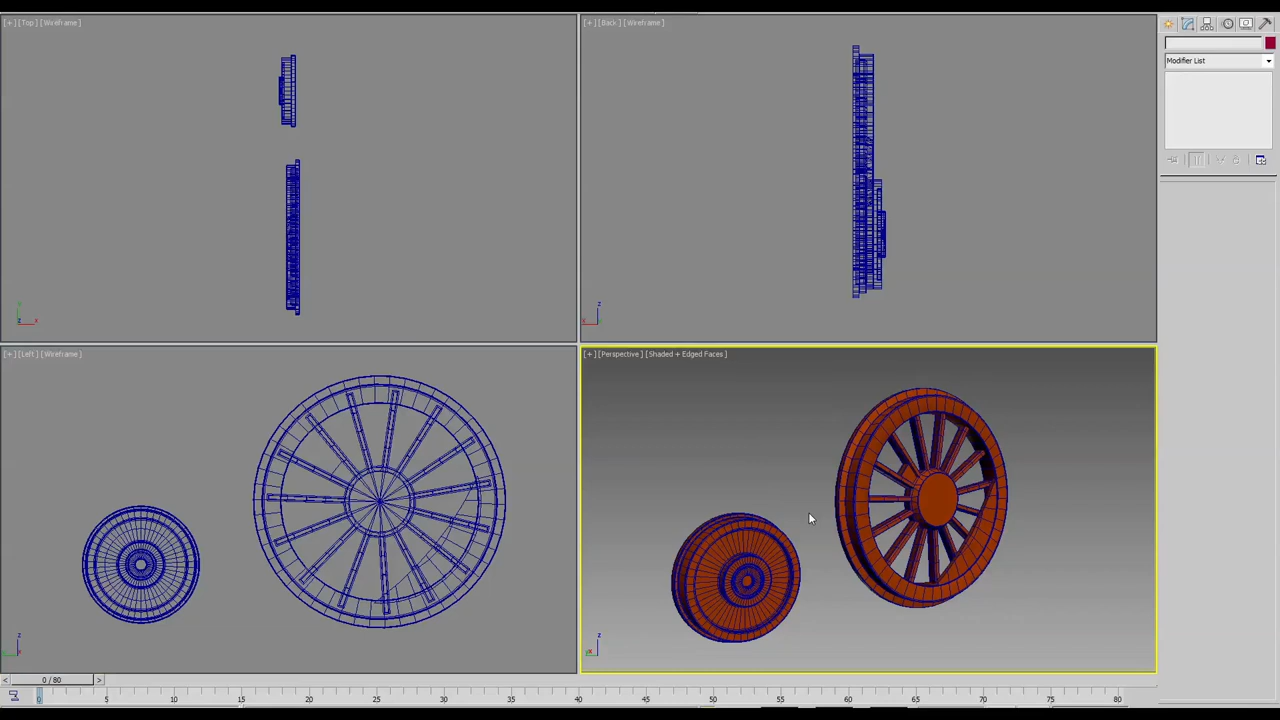 [+] [Top] [Wireframe]
[+] [Back] [Wireframe]
Modifier List
z x
z
x
[+] [Left] [Wireframe]
[+] [Perspective] [Shaded + Edged Faces]
z
x
z
< 0 / 80 >
0 5 10 15 20 25 30 35 40 45 50 55 60 65 70 75 80